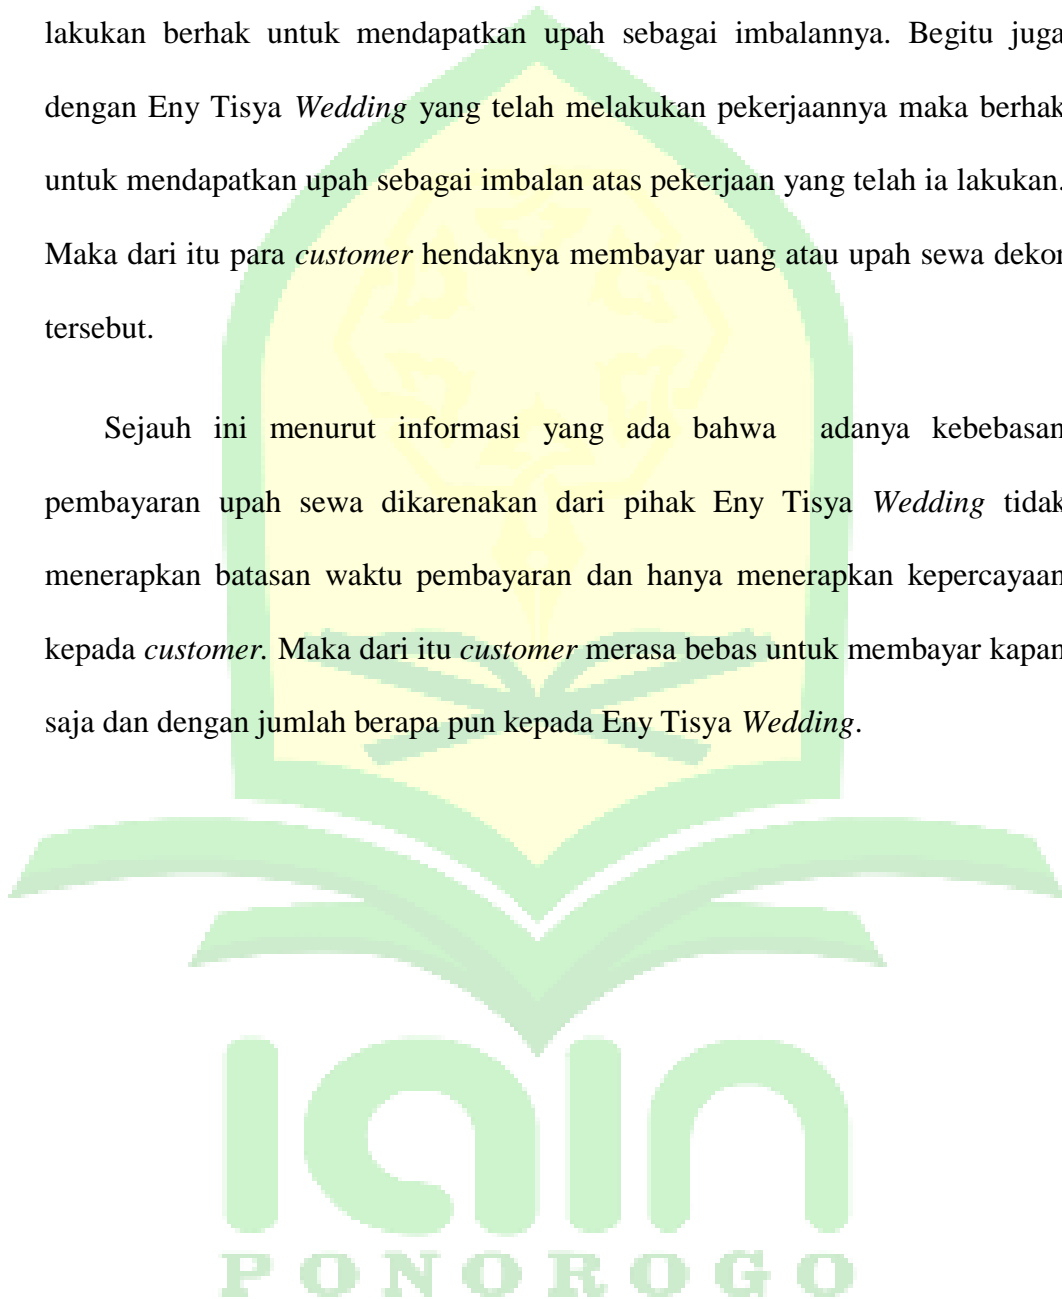 lakukan berhak untuk mendapatkan upah sebagai imbalannya. Begitu juga
dengan Eny Tisya Wedding yang telah melakukan pekerjaannya maka berhak
untuk mendapatkan upah sebagai imbalan atas pekerjaan yang telah ia lakukan.
Maka dari itu para customer hendaknya membayar uang atau upah sewa dekor
tersebut.
Sejauh ini menurut informasi yang ada bahwa adanya kebebasan
pembayaran upah sewa dikarenakan dari pihak Eny Tisya Wedding tidak
menerapkan batasan waktu pembayaran dan hanya menerapkan kepercayaan
kepada customer. Maka dari itu customer merasa bebas untuk membayar kapan
saja dan dengan jumlah berapa pun kepada Eny Tisya Wedding.
iain
PONOROGO